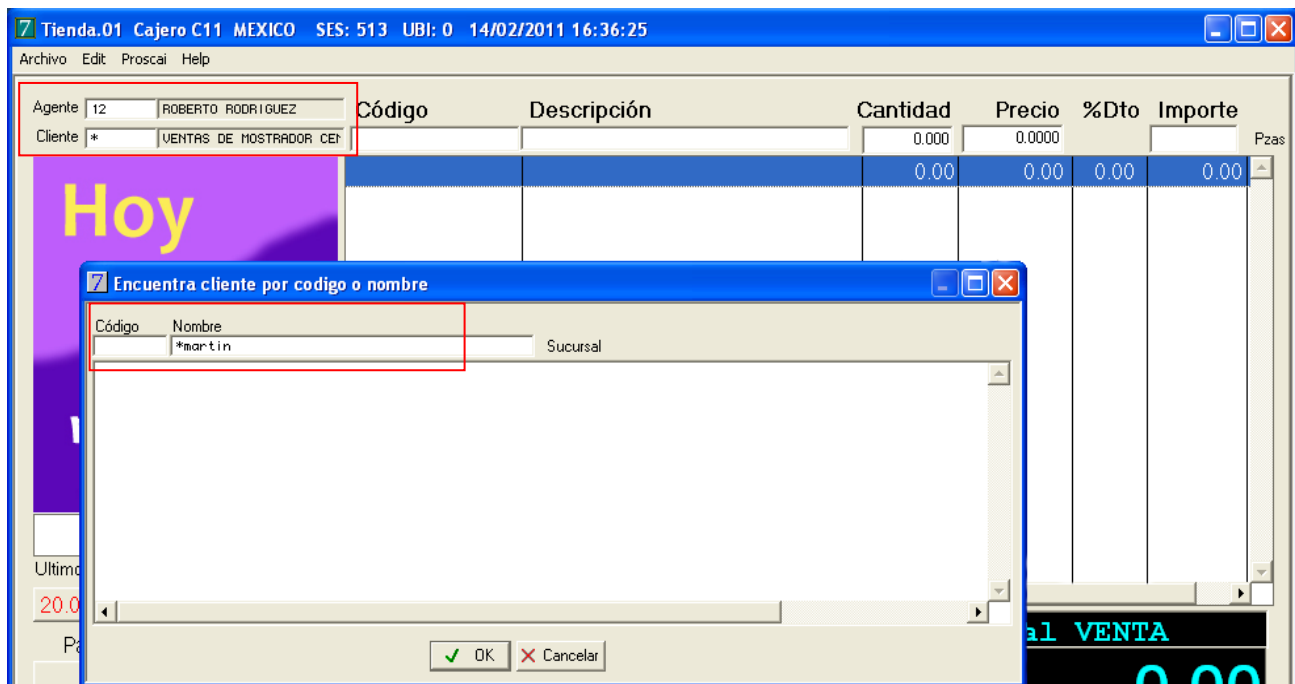 7 Tienda.01 Cajero C11 MEXICO SES: 513 UBI: 0 14/02/2011 16:36:25
Archivo Edit Proscai Help
Agente 12 ROBERTO RODRIGUEZ Código Descripción Cantidad Precio %Dto Importe
Cliente * VENTAS DE MOSTRADOR CEN 0.000 0.0000 Pzas
0.00 0.00 0.00 0.00
Hoy
7 Encuentra cliente por codigo o nombre
Código Nombre
*martin Sucursal
Ultimo
20.0
al VENTA
OK Cancelar
0.00